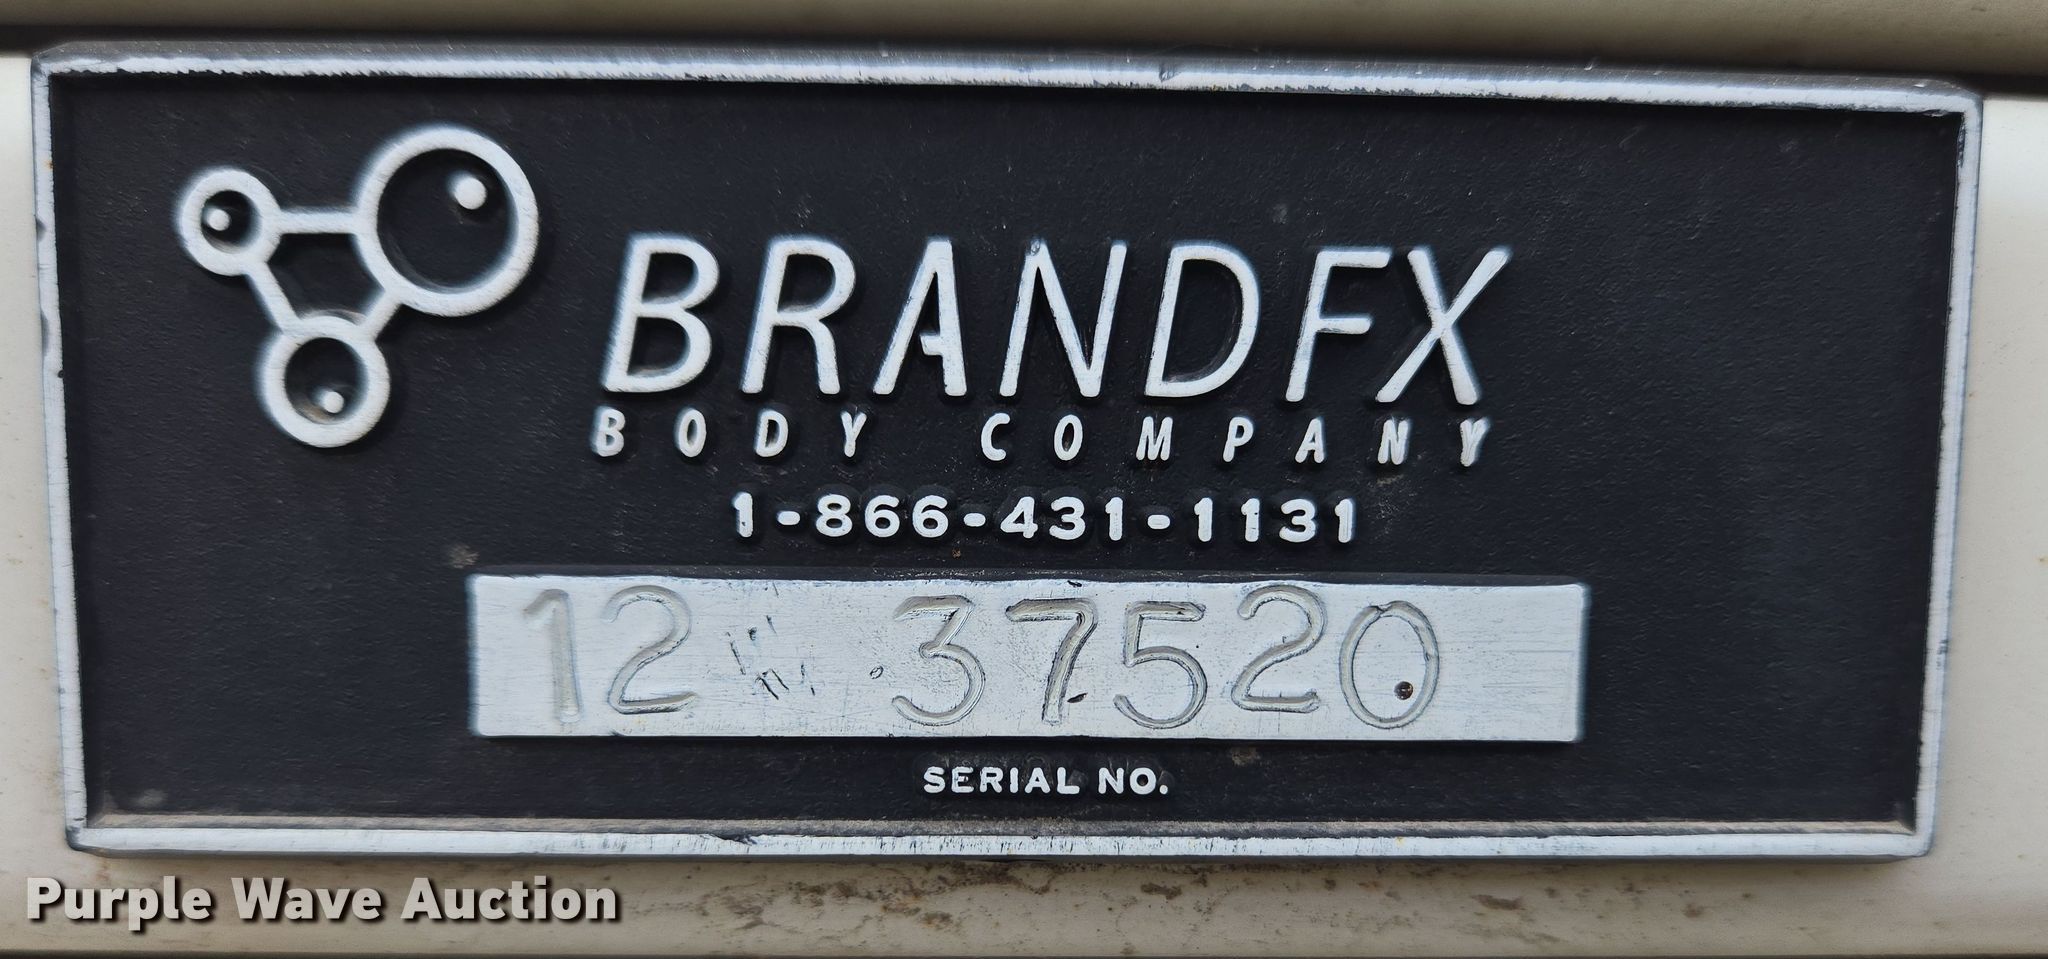 BRANDFX
BODY COMPANY
1-866-431-1131
12 37520
SERIAL NO.
Purple Wave Auction